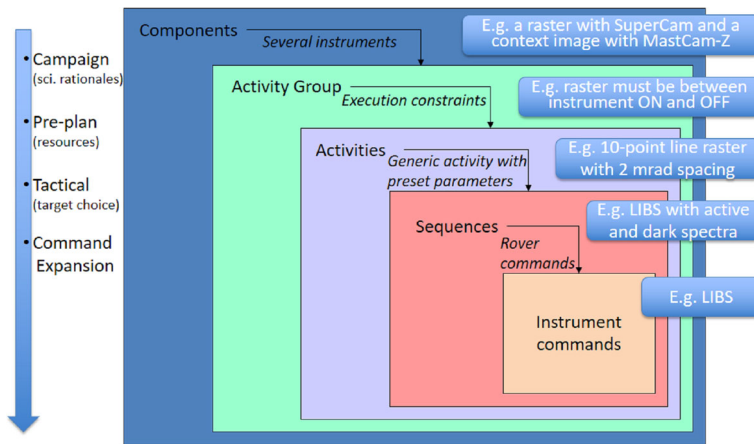 • Campaign
(sci. rationales)
• Pre-plan
(resources)
• Tactical
(target choice)
• Command
Expansion
Components
Several instruments
E.g. a raster with SuperCam and a
context image with MastCam-Z
Activity Group
Execution constraints
E.g. raster must be between
instrument ON and OFF
Activities
Generic activity with
preset parameters
E.g. 10-point line raster
with 2 mrad spacing
Sequences
Rover
commands
E.g. LIBS with active
and dark spectra
Instrument
commands
E.g. LIBS